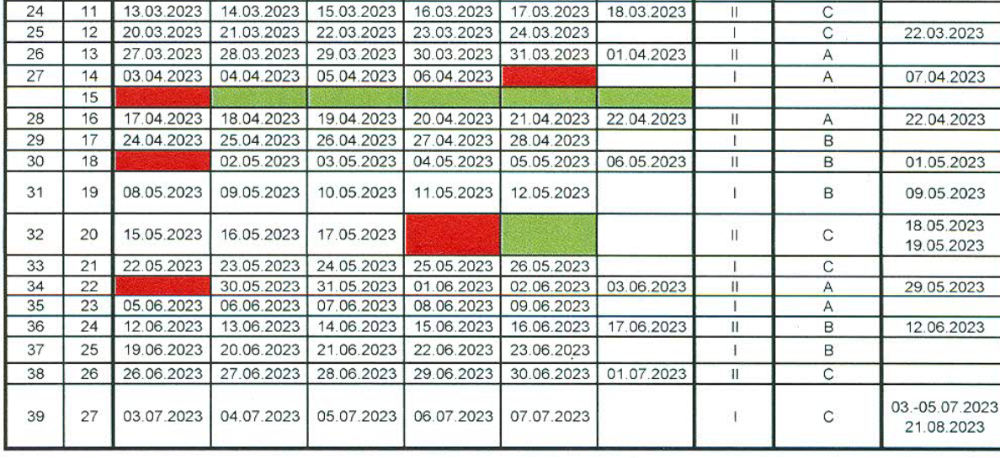 24 11 13.03.2023 14.03.2023 15.03.2023 16.03.2023 17.03.2023 18.03.2023 II C
25 12 20.03.2023 21.03.2023 22.03.2023 23.03.2023 24.03.2023 I C 22.03.2023
26 13 27.03.2023 28.03.2023 29.03.2023 30.03.2023 31.03.2023 01.04.2023 II A
27 14 03.04.2023 04.04.2023 05.04.2023 06.04.2023 I A 07.04.2023
15
28 16 17.04.2023 18.04.2023 19.04.2023 20.04.2023 21.04.2023 22.04.2023 II A 22.04.2023
29 17 24.04.2023 25.04.2023 26.04.2023 27.04.2023 28.04.2023 I B
30 18 02.05.2023 03.05.2023 04.05.2023 05.05.2023 06.05.2023 II B 01.05.2023
31 19 08.05.2023 09.05.2023 10.05.2023 11.05.2023 12.05.2023 I B 09.05.2023
32 20 15.05.2023 16.05.2023 17.05.2023 II C 18.05.2023
19.05.2023
33 21 22.05.2023 23.05.2023 24.05.2023 25.05.2023 26.05.2023 I C
34 22 30.05.2023 31.05.2023 01.06.2023 02.06.2023 03.06.2023 II A 29.05.2023
35 23 05.06.2023 06.06.2023 07.06.2023 08.06.2023 09.06.2023 I A
36 24 12.06.2023 13.06.2023 14.06.2023 15.06.2023 16.06.2023 17.06.2023 II B 12.06.2023
37 25 19.06.2023 20.06.2023 21.06.2023 22.06.2023 23.06.2023 I B
38 26 26.06.2023 27.06.2023 28.06.2023 29.06.2023 30.06.2023 01.07.2023 II C
39 27 03.07.2023 04.07.2023 05.07.2023 06.07.2023 07.07.2023 I C 03.-05.07.2023
21.08.2023